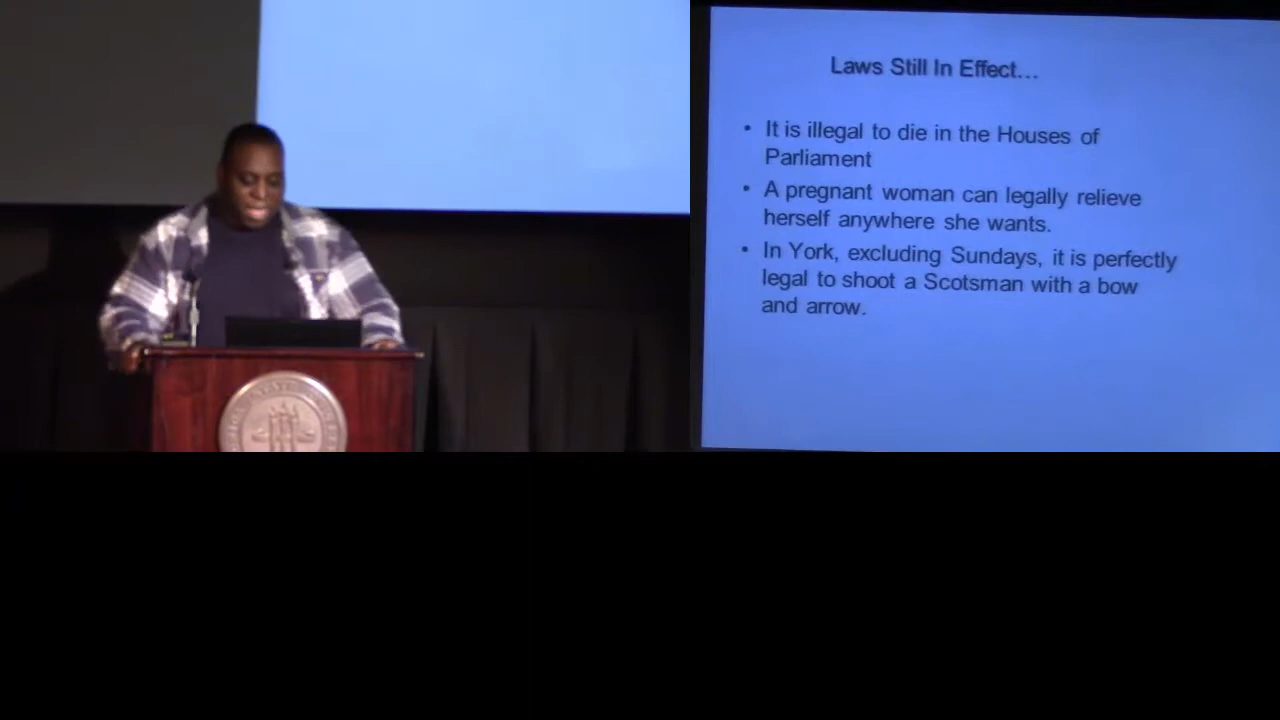 Laws Still In Effect...
• It is illegal to die in the Houses of
Parliament
• A pregnant woman can legally relieve
herself anywhere she wants.
• In York, excluding Sundays, it is perfectly
legal to shoot a Scotsman with a bow
and arrow.
STATE